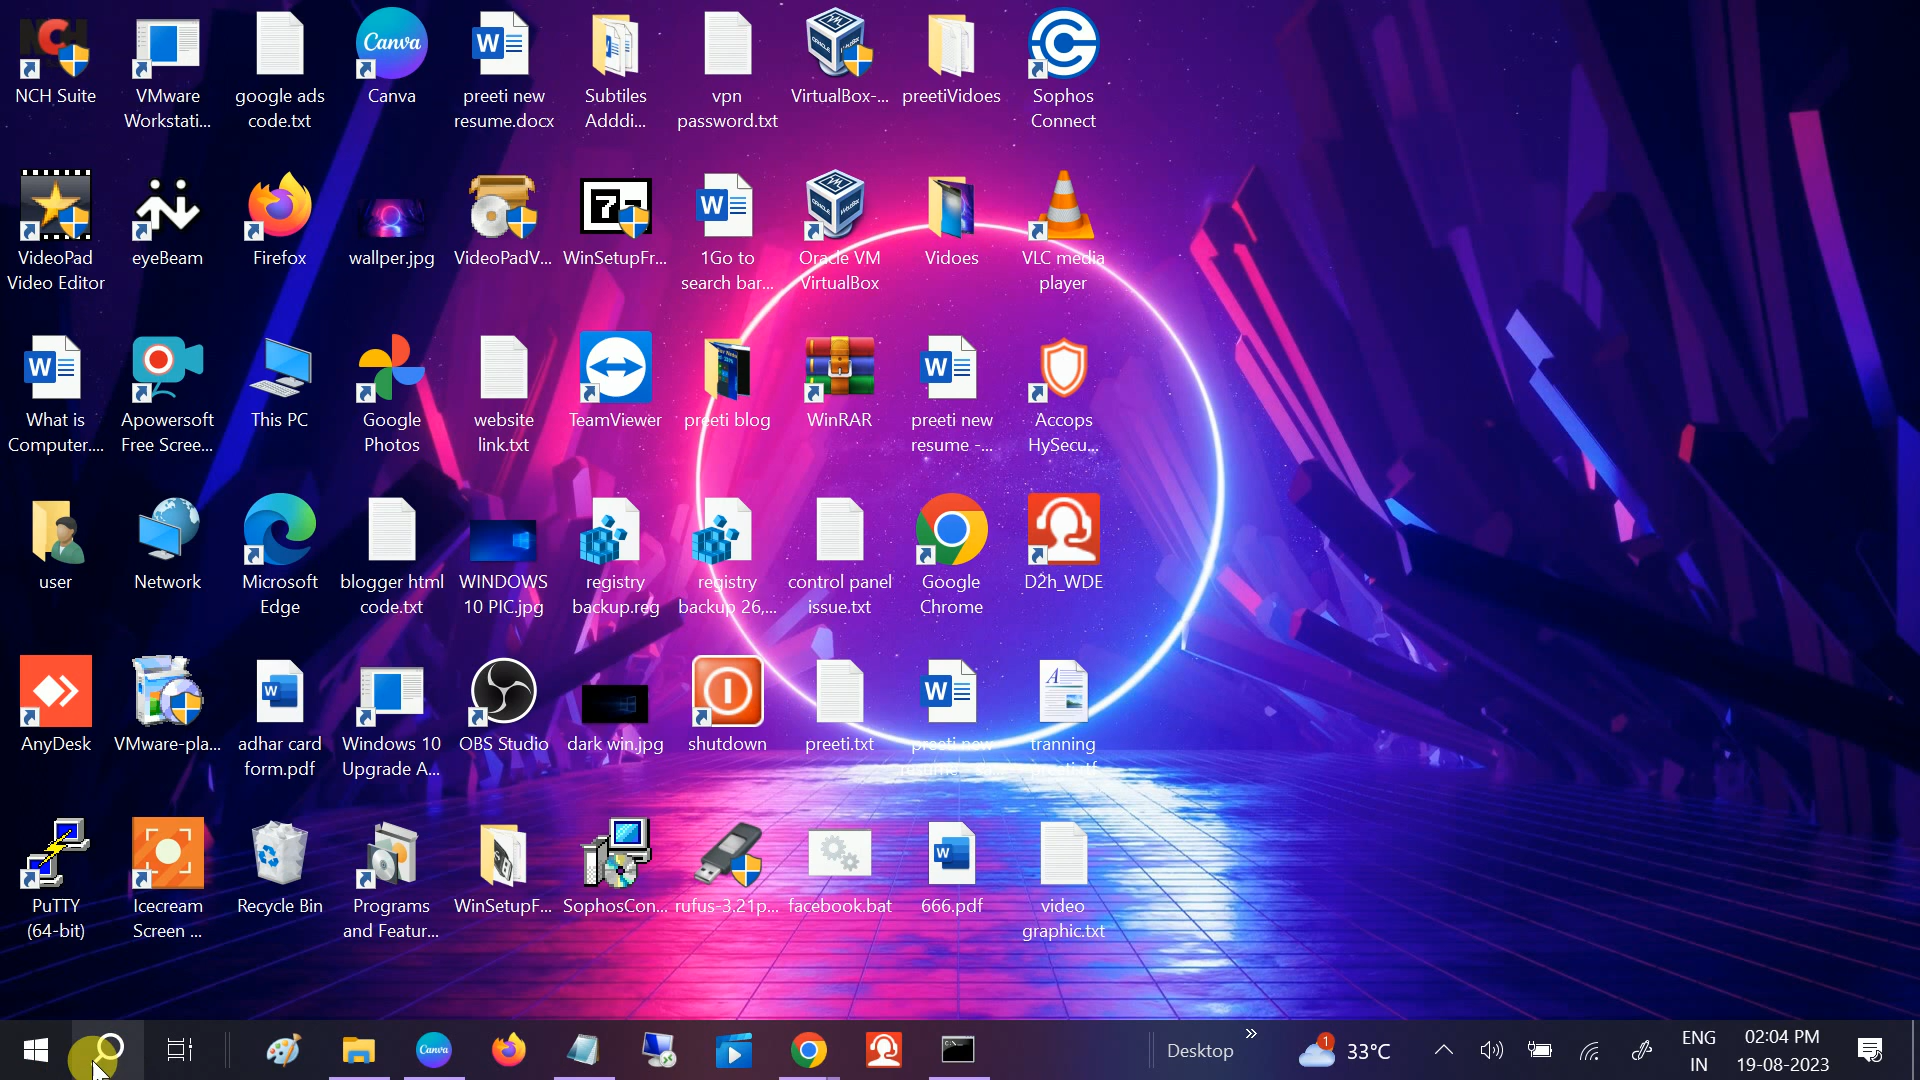 NCH Suite
VMware
Workstati...
google ads
code.txt
Canva
preeti new
resume.docx
Subtiles
Adddi...
vpn
password.txt
VirtualBox-...
preetiVidoes
Sophos
Connect
VideoPad
Video Editor
eyeBeam
Firefox
wallper.jpg
VideoPadV...
WinSetupFr...
1Go to
search bar...
Oracle VM
VirtualBox
Vidoes
VLC media
player
What is
Computer....
Apowersoft
Free Scree...
This PC
Google
Photos
website
link.txt
TeamViewer
preeti blog
WinRAR
preeti new
resume -...
Accops
HySecu...
user
Network
Microsoft
Edge
blogger html
code.txt
WINDOWS
10 PIC.jpg
registry
backup.reg
registry
backup 26,...
control panel
issue.txt
Google
Chrome
D2h_WDE
AnyDesk
VMware-pla...
adhar card
form.pdf
Windows 10
Upgrade A...
OBS Studio
dark win.jpg
shutdown
preeti.txt
preeti new
tranning
PuTTY
(64-bit)
Icecream
Screen ...
Recycle Bin
Programs
and Featur...
WinSetupF...
SophosCon...
rufus-3.21p...
facebook.bat
666.pdf
video
graphic.txt
Canva
Desktop
1
33°C
ENG
IN
02:04 PM
19-08-2023